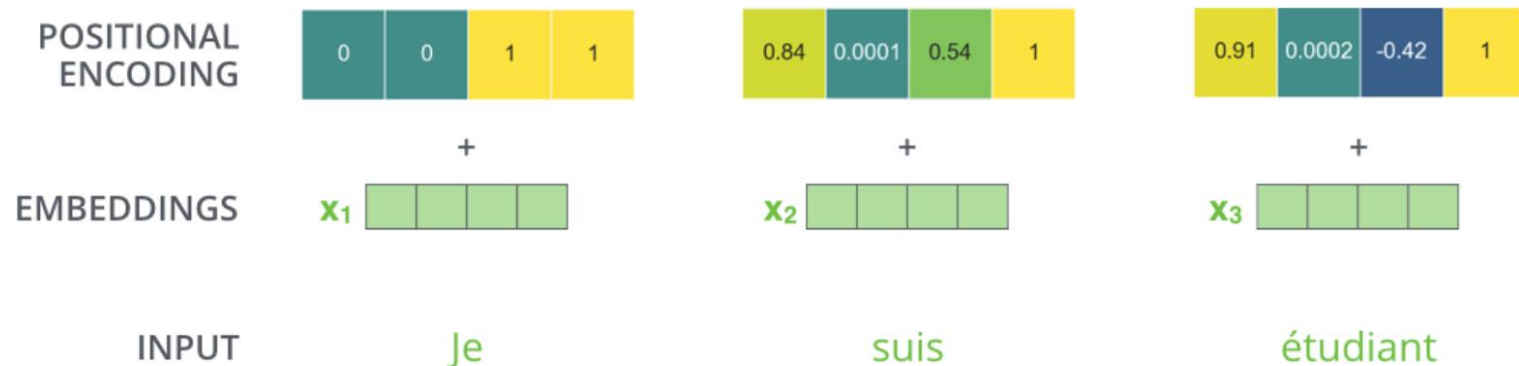 POSITIONAL
ENCODING
0 0 1 1
0.84 0.0001 0.54 1
0.91 0.0002 -0.42 1
+ + +
EMBEDDINGS
x1
x2
x3
INPUT
Je
suis
étudiant